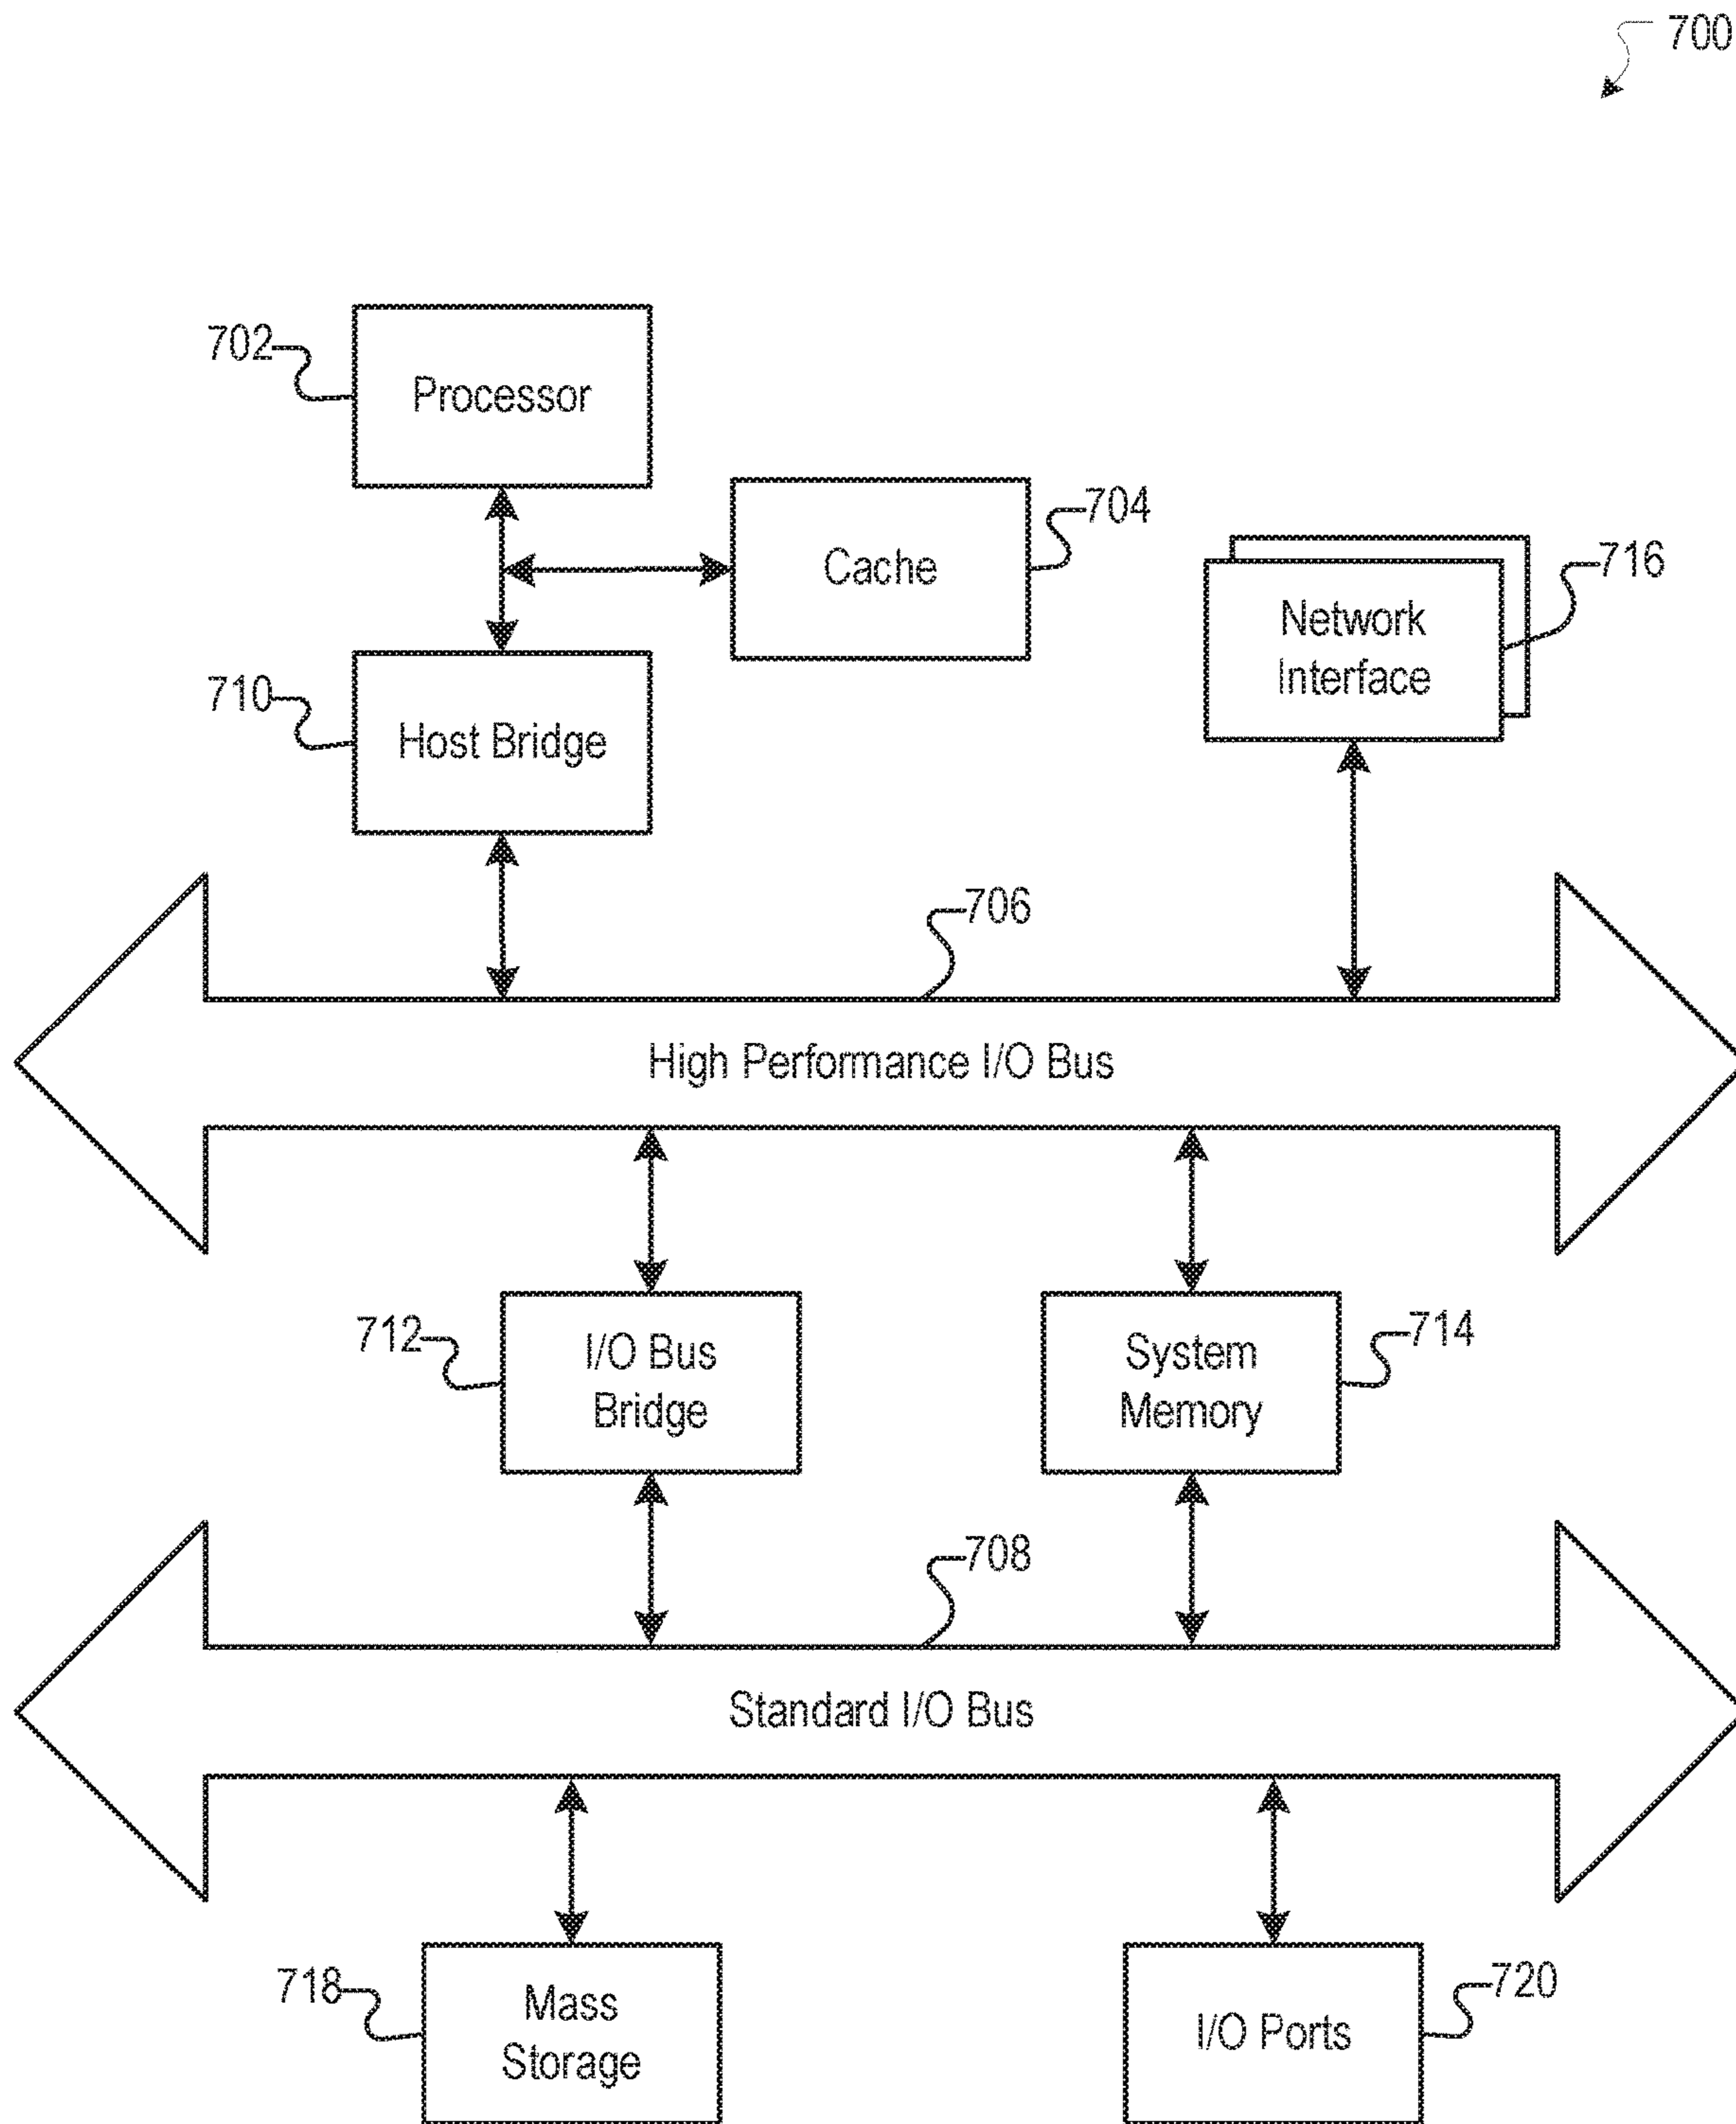 700
702
Processor
Cache
704
716
Network
Interface
710
Host Bridge
706
High Performance I/O Bus
712
I/O Bus
Bridge
System
Memory
714
708
Standard I/O Bus
718
Mass
Storage
I/O Ports
720